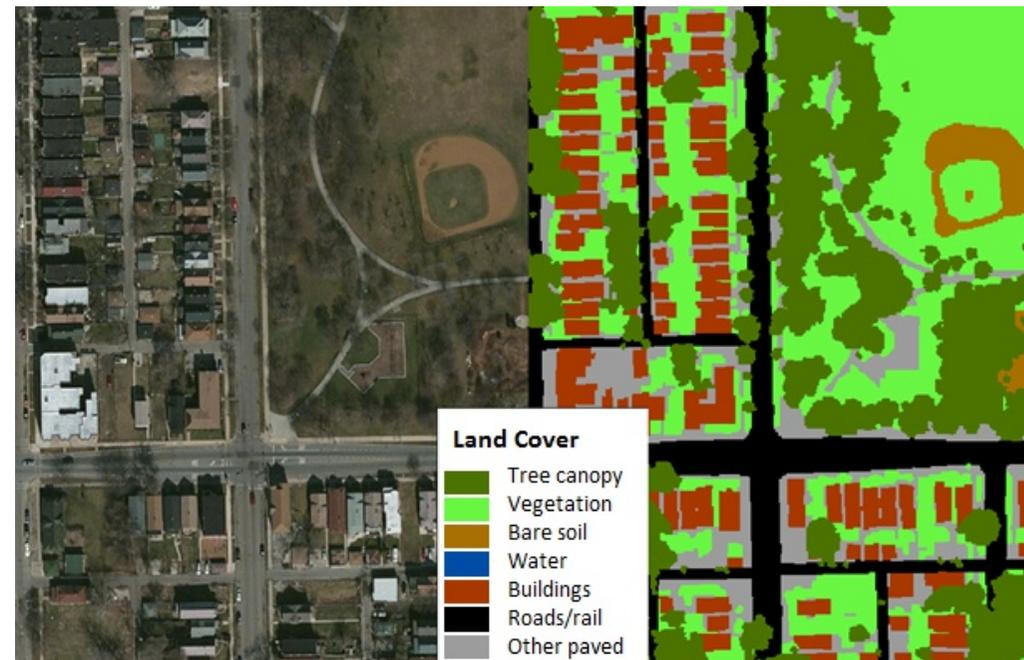 Land Cover
Tree canopy
Vegetation
Bare soil
Water
Buildings
Roads/rail
Other paved